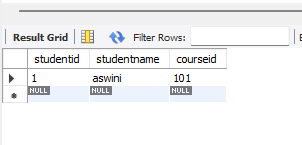 Result Grid Filter Rows:
studentid studentname courseid
1 aswini 101
NULL NULL NULL